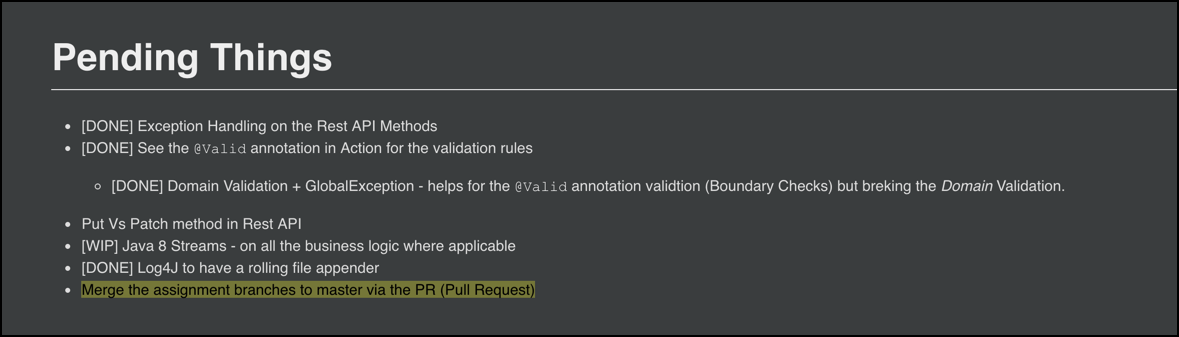 Pending Things
[DONE] Exception Handling on the Rest API Methods
[DONE] See the @Valid annotation in Action for the validation rules
[DONE] Domain Validation + GlobalException - helps for the @Valid annotation validtion (Boundary Checks) but breking the Domain Validation.
Put Vs Patch method in Rest API
[WIP] Java 8 Streams - on all the business logic where applicable
[DONE] Log4J to have a rolling file appender
Merge the assignment branches to master via the PR (Pull Request)